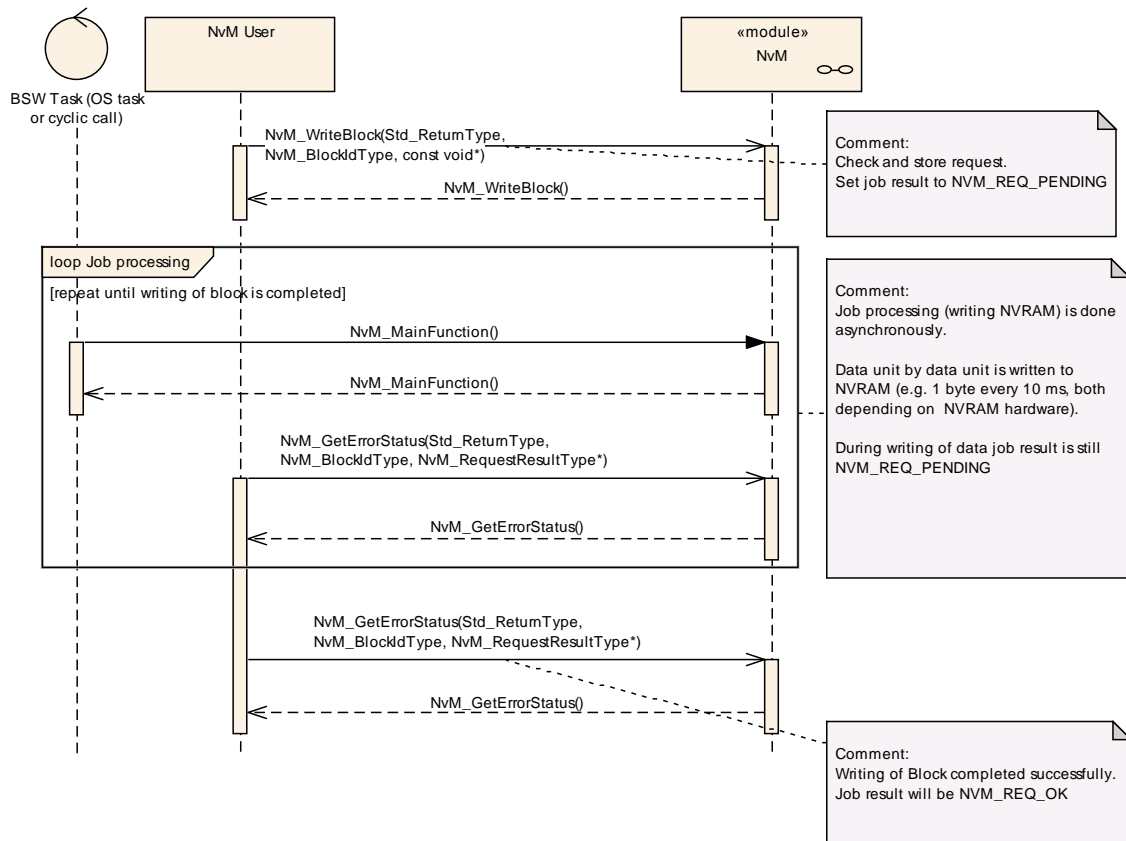 NvM User
«module»
NvM
BSW Task (OS task
or cyclic call)
NvM_WriteBlock(Std_ReturnType,
NvM_BlockIdType, const void*)
Comment:
Check and store request.
Set job result to NVM_REQ_PENDING
NvM_WriteBlock()
loop Job processing
[repeat until writing of block is completed]
Comment:
Job processing (writing NVRAM) is done
asynchronously.
Data unit by data unit is written to
NVRAM (e.g. 1 byte every 10 ms, both
depending on NVRAM hardware).
During writing of data job result is still
NVM_REQ_PENDING
NvM_MainFunction()
NvM_MainFunction()
NvM_GetErrorStatus(Std_ReturnType,
NvM_BlockIdType, NvM_RequestResultType*)
NvM_GetErrorStatus()
NvM_GetErrorStatus(Std_ReturnType,
NvM_BlockIdType, NvM_RequestResultType*)
NvM_GetErrorStatus()
Comment:
Writing of Block completed successfully.
Job result will be NVM_REQ_OK